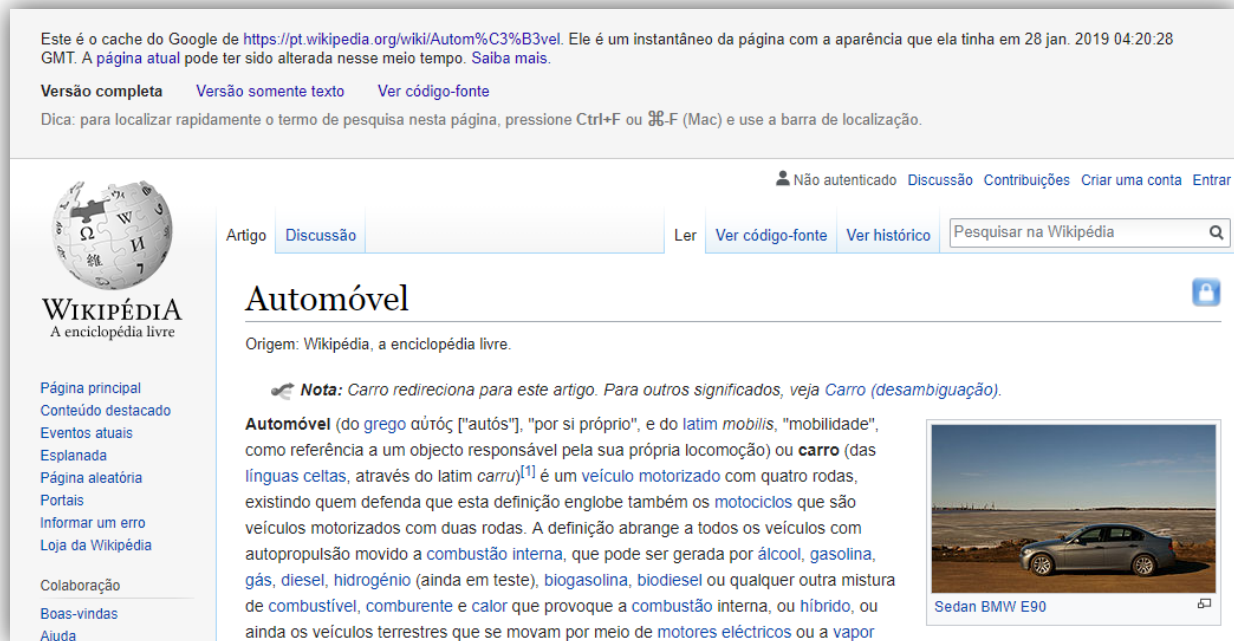 Este é o cache do Google de https://pt.wikipedia.org/wiki/Autom%C3%B3vel. Ele é um instantâneo da página com a aparência que ela tinha em 28 jan. 2019 04:20:28
GMT. A página atual pode ter sido alterada nesse meio tempo. Saiba mais.
Versão completa Versão somente texto Ver código-fonte
Dica: para localizar rapidamente o termo de pesquisa nesta página, pressione Ctrl+F ou ⌘-F (Mac) e use a barra de localização.
Não autenticado Discussão Contribuições Criar uma conta Entrar
Artigo Discussão Ler Ver código-fonte Ver histórico Pesquisar na Wikipédia
WIKIPÉDIA
A enciclopédia livre
Página principal
Conteúdo destacado
Eventos atuais
Esplanada
Página aleatória
Portais
Informar um erro
Loja da Wikipédia
Colaboração
Boas-vindas
Ajuda
Automóvel
Origem: Wikipédia, a enciclopédia livre.
Nota: Carro redireciona para este artigo. Para outros significados, veja Carro (desambiguação).
Automóvel (do grego αὐτός ["autós"], "por si próprio", e do latim mobilis, "mobilidade",
como referência a um objecto responsável pela sua própria locomoção) ou carro (das
línguas celtas, através do latim carru)[1] é um veículo motorizado com quatro rodas,
existindo quem defenda que esta definição englobe também os motociclos que são
veículos motorizados com duas rodas. A definição abrange a todos os veículos com
autopropulsão movido a combustão interna, que pode ser gerada por álcool, gasolina,
gás, diesel, hidrogénio (ainda em teste), biogasolina, biodiesel ou qualquer outra mistura
de combustível, comburente e calor que provoque a combustão interna, ou híbrido, ou
ainda os veículos terrestres que se movam por meio de motores eléctricos ou a vapor
Sedan BMW E90